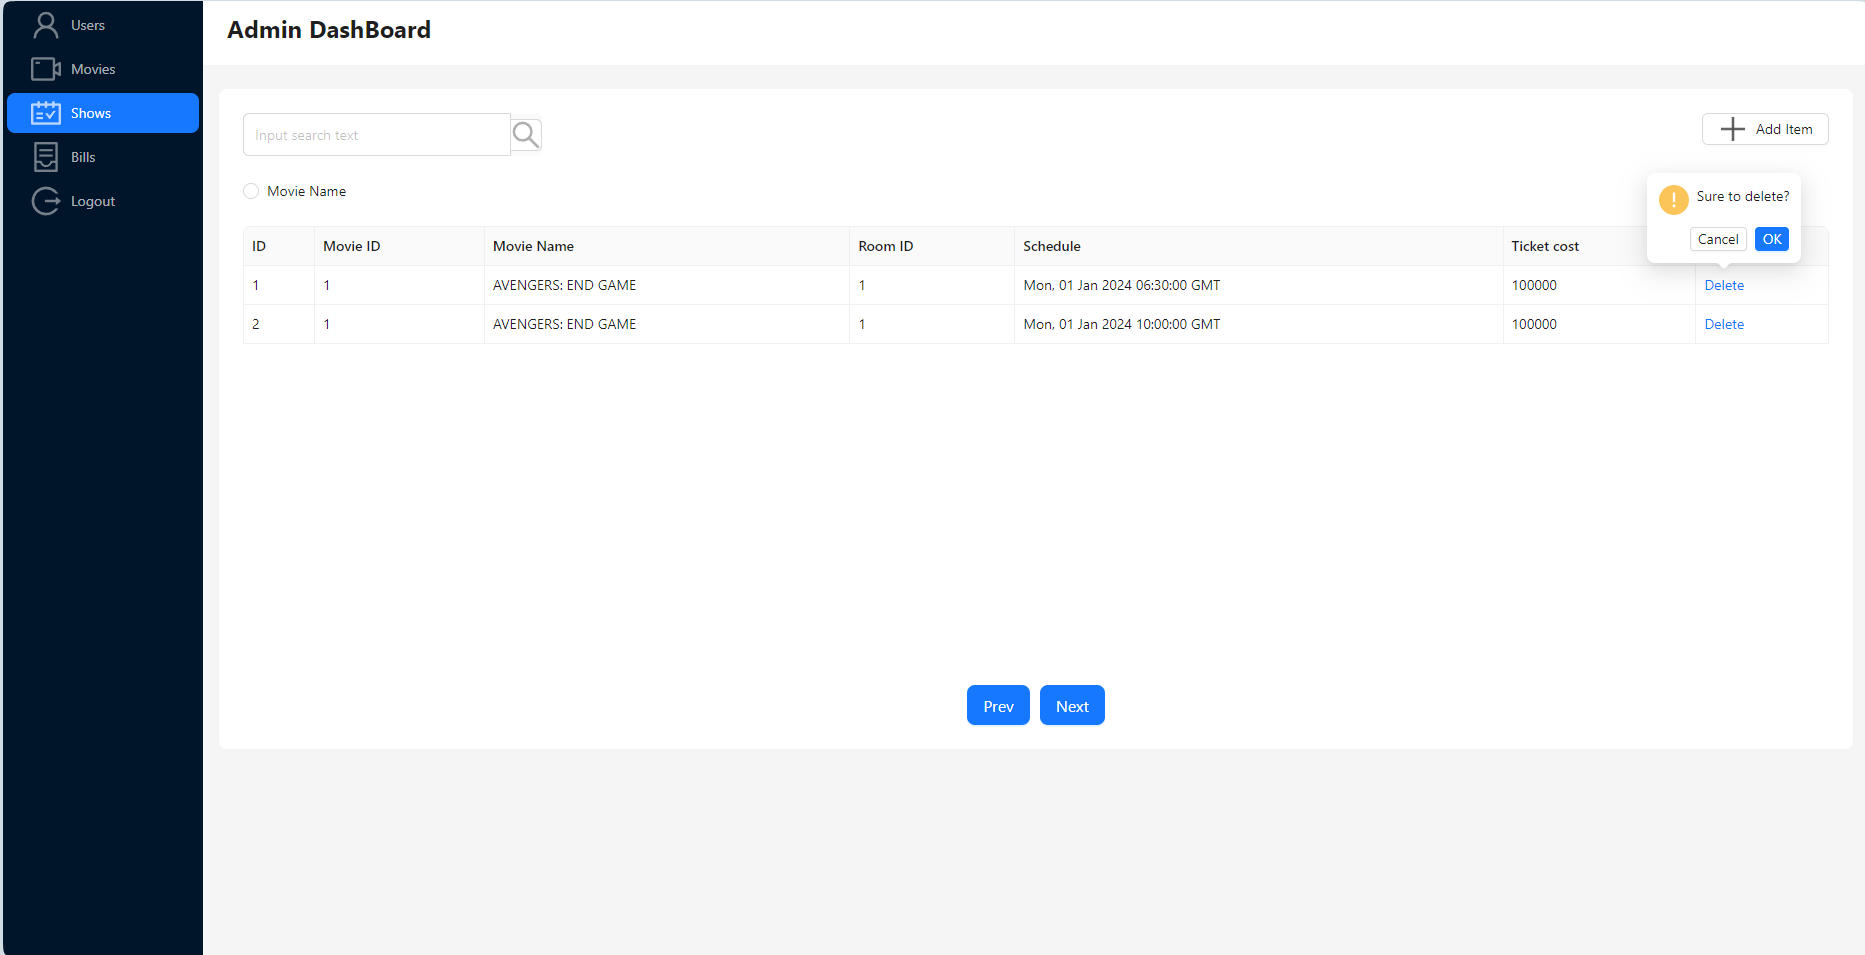 Users
Movies
Shows
Bills
Logout
Admin DashBoard
Input search text
Add Item
Movie Name
! Sure to delete?
Cancel OK
ID Movie ID Movie Name Room ID Schedule Ticket cost
1 1 AVENGERS: END GAME 1 Mon, 01 Jan 2024 06:30:00 GMT 100000 Delete
2 1 AVENGERS: END GAME 1 Mon, 01 Jan 2024 10:00:00 GMT 100000 Delete
Prev Next